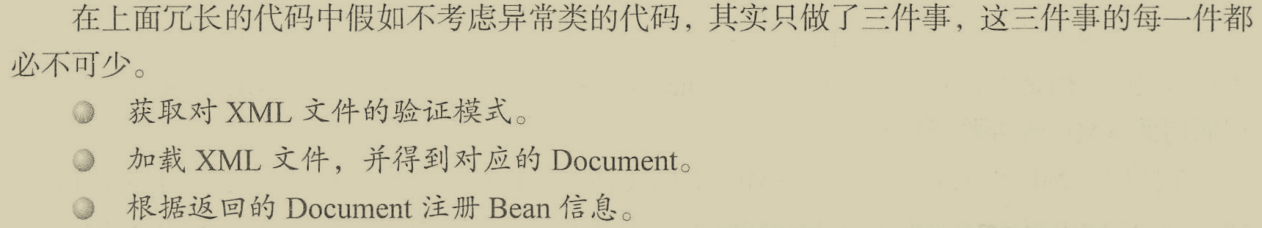 在上面冗长的代码中假如不考虑异常类的代码，其实只做了三件事，这三件事的每一件都
必不可少。
获取对 XML 文件的验证模式。
加载 XML 文件，并得到对应的 Document。
根据返回的 Document 注册 Bean 信息。